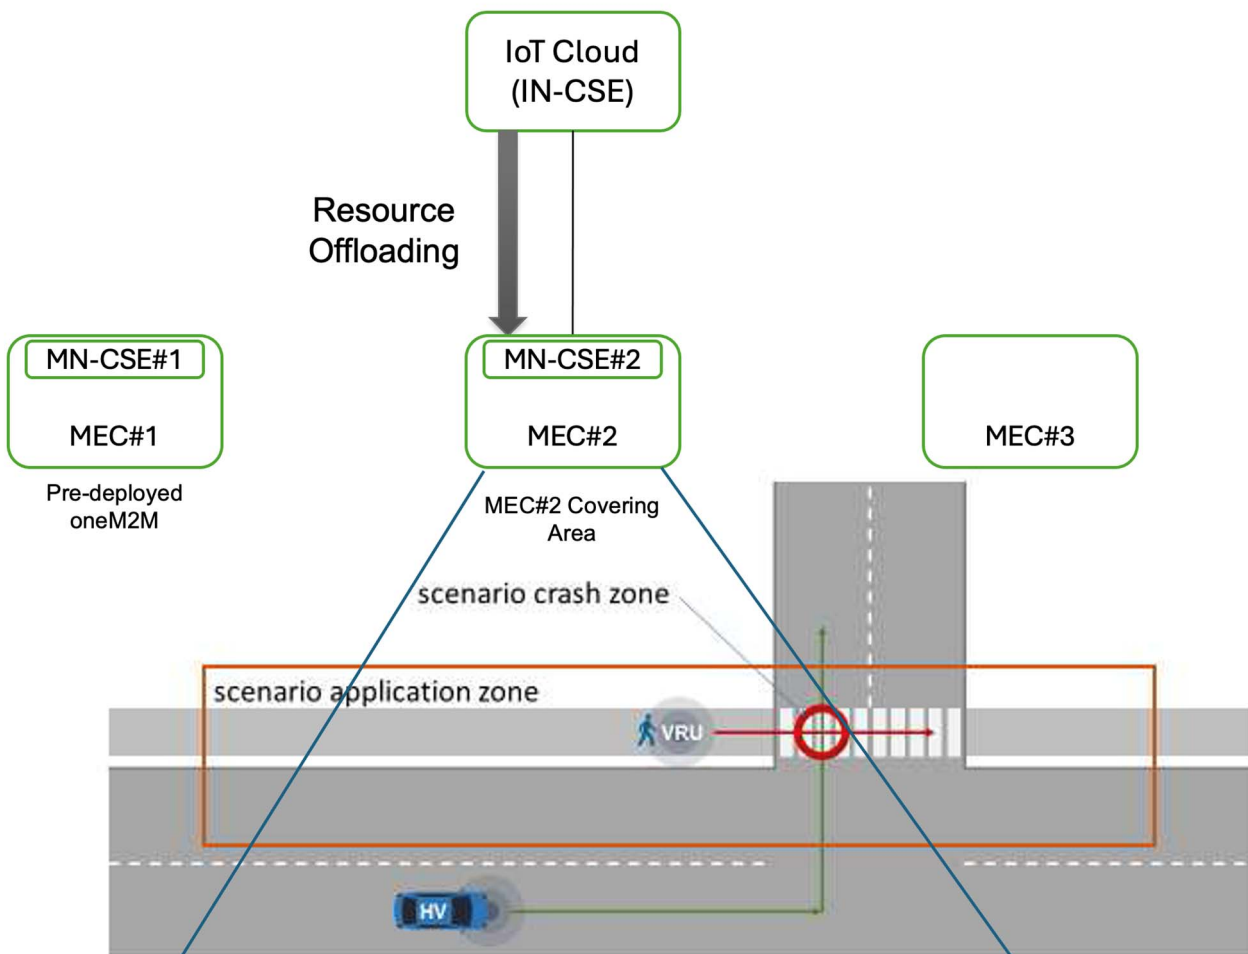 IoT Cloud
(IN-CSE)
Resource
Offloading
MN-CSE#1
MEC#1
MN-CSE#2
MEC#2
MEC#3
Pre-deployed
oneM2M
MEC#2 Covering
Area
scenario crash zone
scenario application zone
VRU
HV